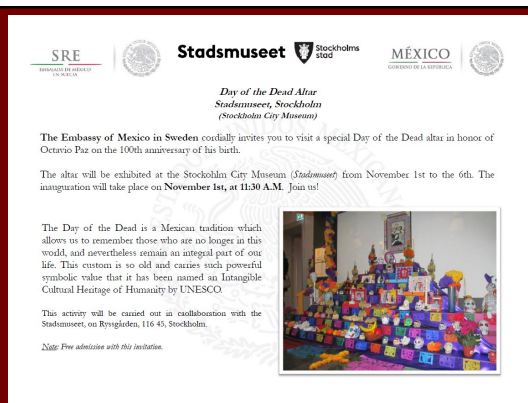 SRE
EMBAJADA DE MÉXICO
EN SUECIA
Stadsmuseet
Stockholms
stad
MÉXICO
GOBIERNO DE LA REPÚBLICA
Day of the Dead Altar
Stadsmuseet, Stockholm
(Stockholm City Museum)
The Embassy of Mexico in Sweden cordially invites you to visit a special Day of the Dead altar in honor of
Octavio Paz on the 100th anniversary of his birth.
The altar will be exhibited at the Stockohlm City Museum (Stadsmuseet) from November 1st to the 6th. The
inauguration will take place on November 1st, at 11:30 A.M. Join us!
The Day of the Dead is a Mexican tradition which
allows us to remember those who are no longer in this
world, and nevertheless remain an integral part of our
life. This custom is so old and carries such powerful
symbolic value that it has been named an Intangible
Cultural Heritage of Humanity by UNESCO.
This activity will be carried out in caollaboration with the
Stadsmuseet, on Ryssgården, 116 45, Stockholm.
Note: Free admission with this invitation.